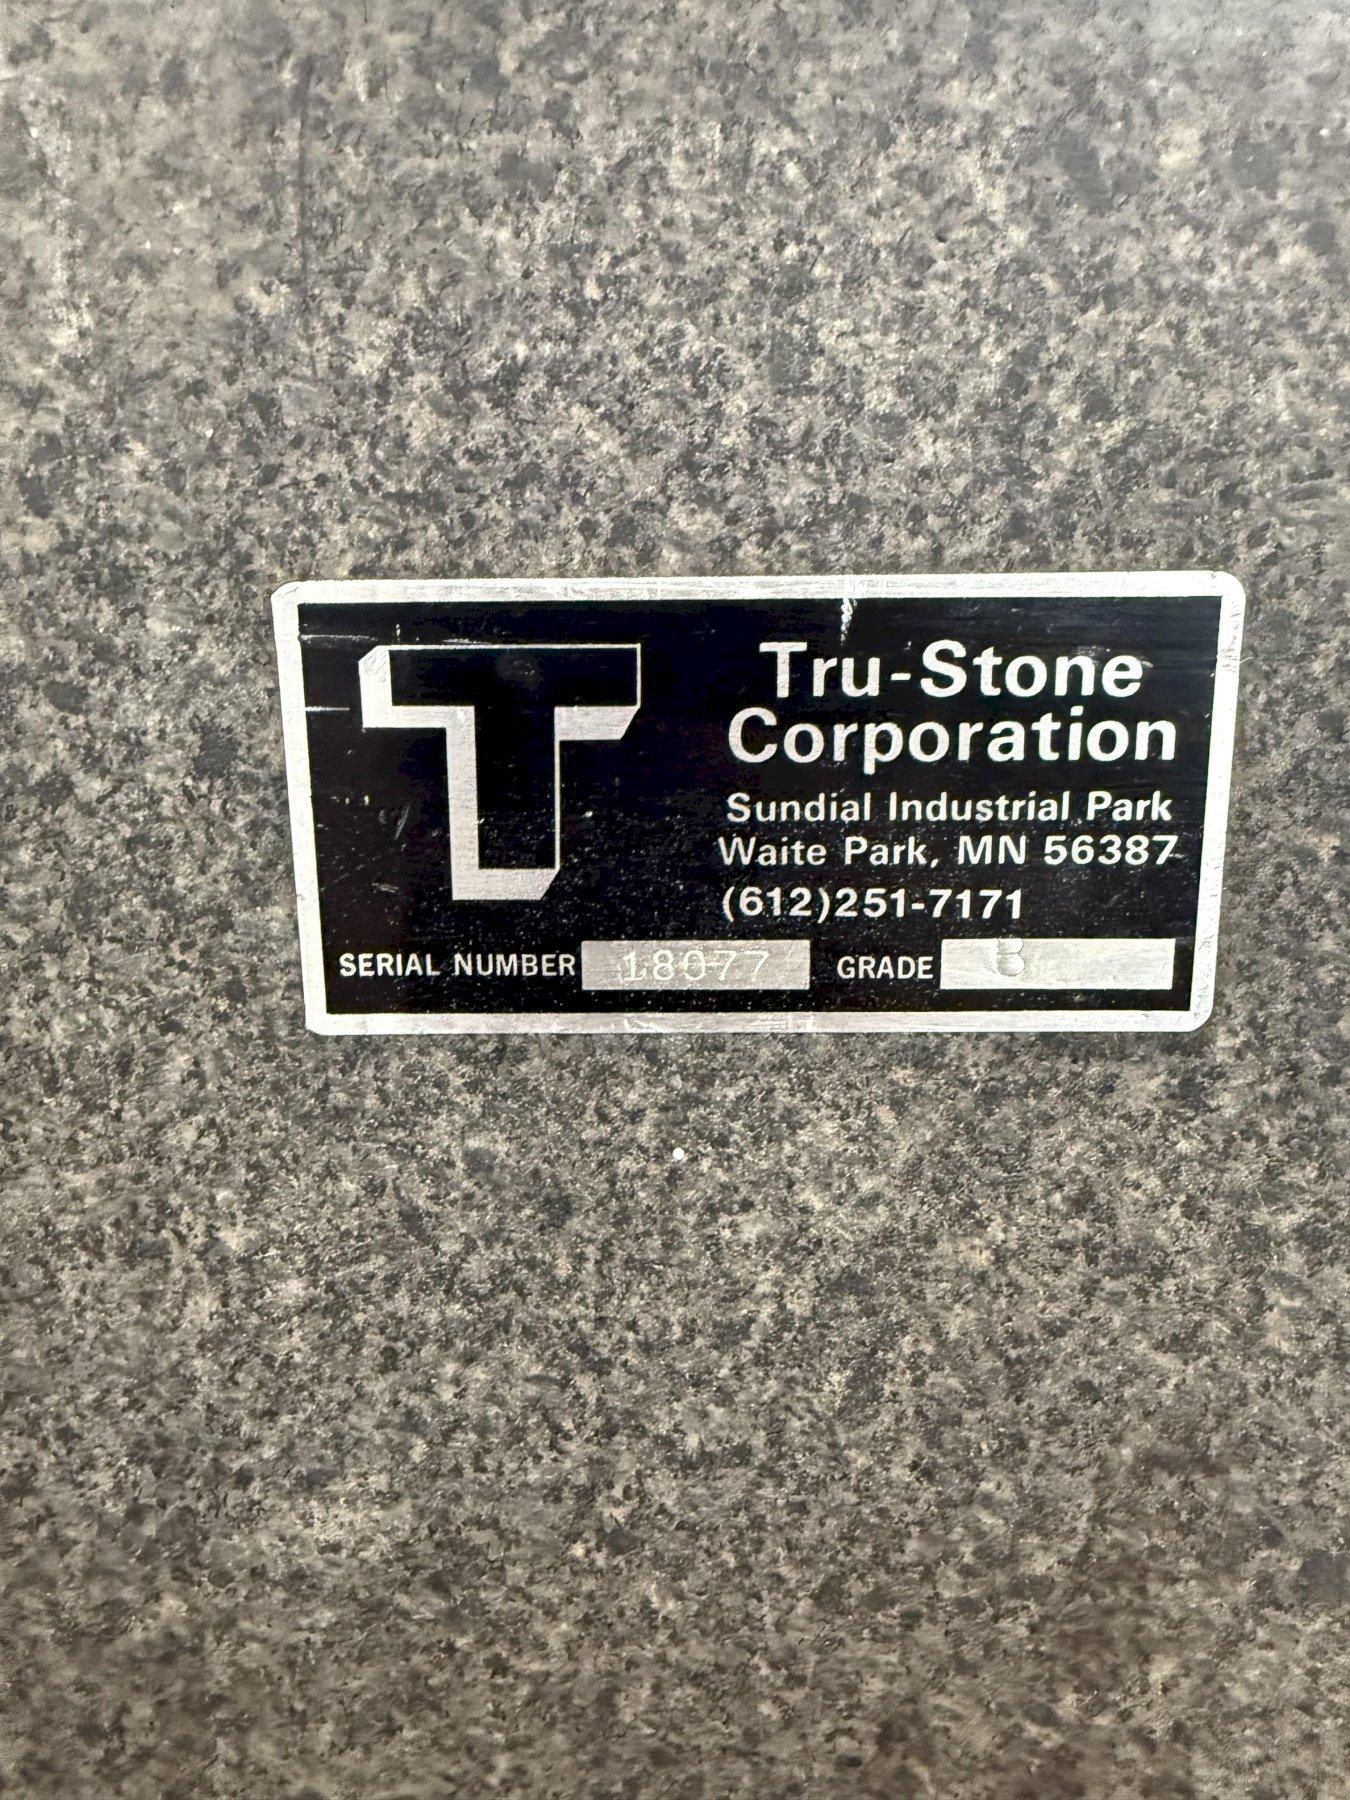 T
Tru-Stone
Corporation
Sundial Industrial Park
Waite Park, MN 56387
(612)251-7171
SERIAL NUMBER 18077 GRADE B